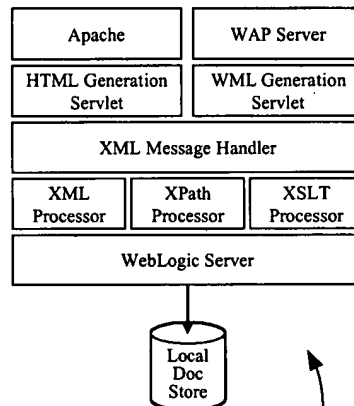 Apache
WAP Server
HTML Generation
Servlet
WML Generation
Servlet
XML Message Handler
XML
Processor
XPath
Processor
XSLT
Processor
WebLogic Server
Local
Doc
Store